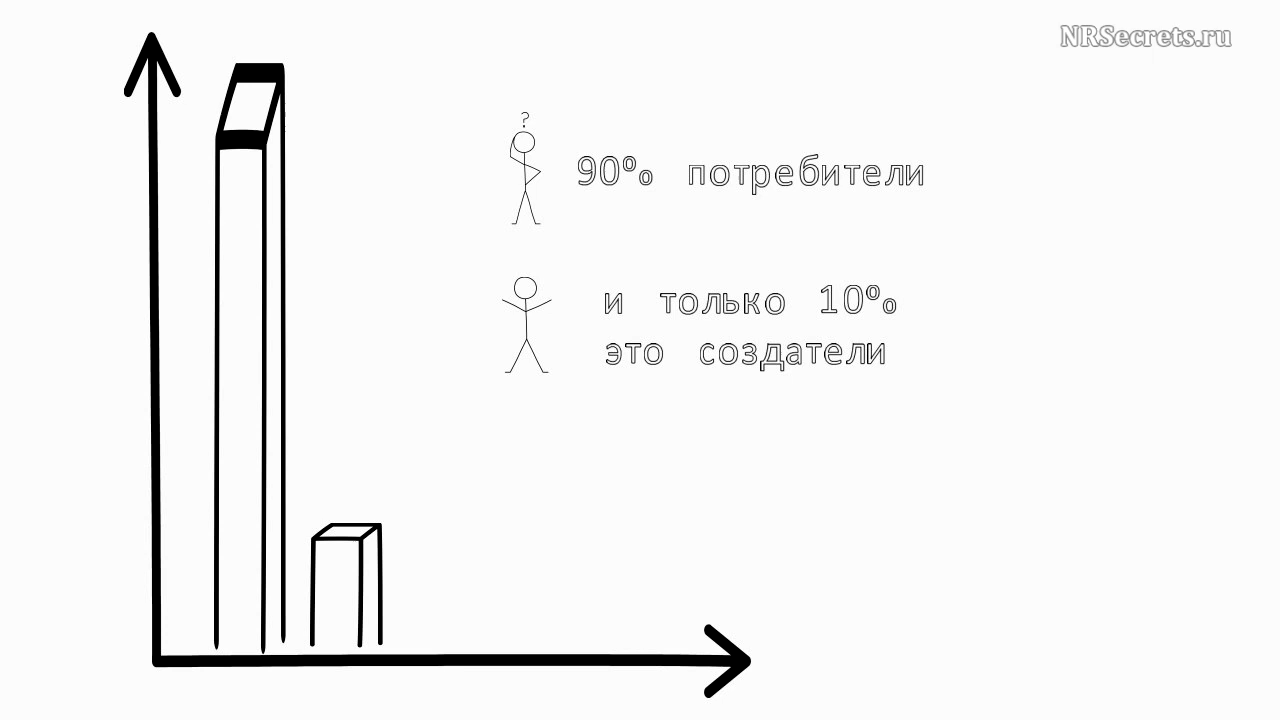 NRSecrets.ru
?
90% потребители
и только 10%
это создатели